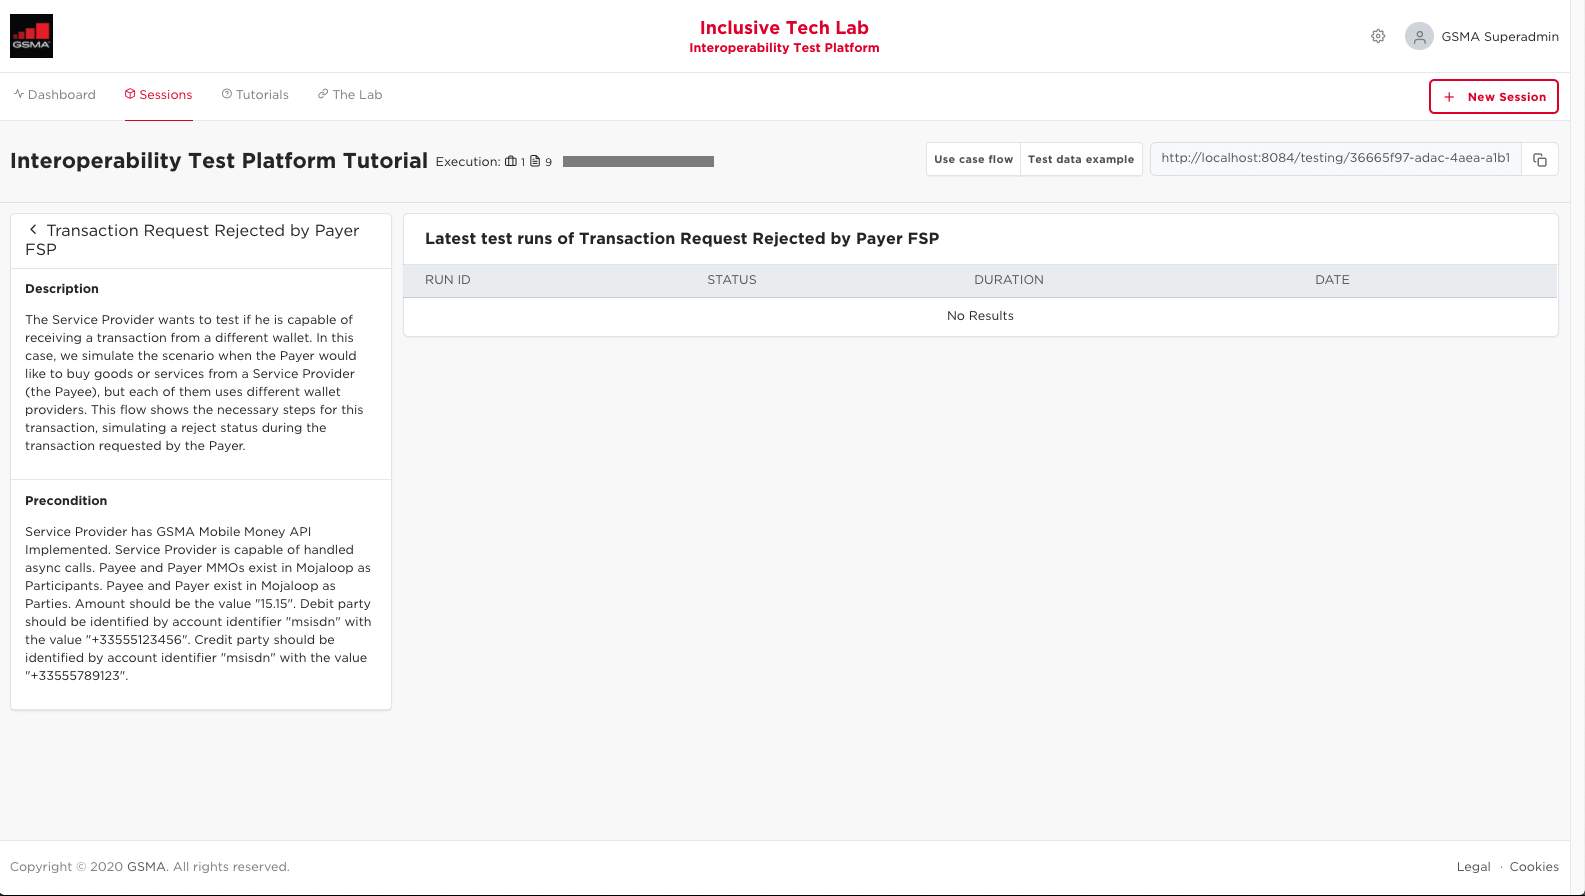 GSMA
Inclusive Tech Lab
Interoperability Test Platform
GSMA Superadmin
Dashboard
Sessions
Tutorials
The Lab
+ New Session
Interoperability Test Platform Tutorial
Execution: 1 9
Use case flow
Test data example
http://localhost:8084/testing/36665f97-adac-4aea-a1b1
Transaction Request Rejected by Payer
FSP
Description
The Service Provider wants to test if he is capable of
receiving a transaction from a different wallet. In this
case, we simulate the scenario when the Payer would
like to buy goods or services from a Service Provider
(the Payee), but each of them uses different wallet
providers. This flow shows the necessary steps for this
transaction, simulating a reject status during the
transaction requested by the Payer.
Precondition
Service Provider has GSMA Mobile Money API
Implemented. Service Provider is capable of handled
async calls. Payee and Payer MMOs exist in Mojaloop as
Participants. Payee and Payer exist in Mojaloop as
Parties. Amount should be the value "15.15". Debit party
should be identified by account identifier "msisdn" with
the value "+33555123456". Credit party should be
identified by account identifier "msisdn" with the value
"+33555789123".
Latest test runs of Transaction Request Rejected by Payer FSP
RUN ID STATUS DURATION DATE
No Results
Copyright © 2020 GSMA. All rights reserved.
Legal · Cookies